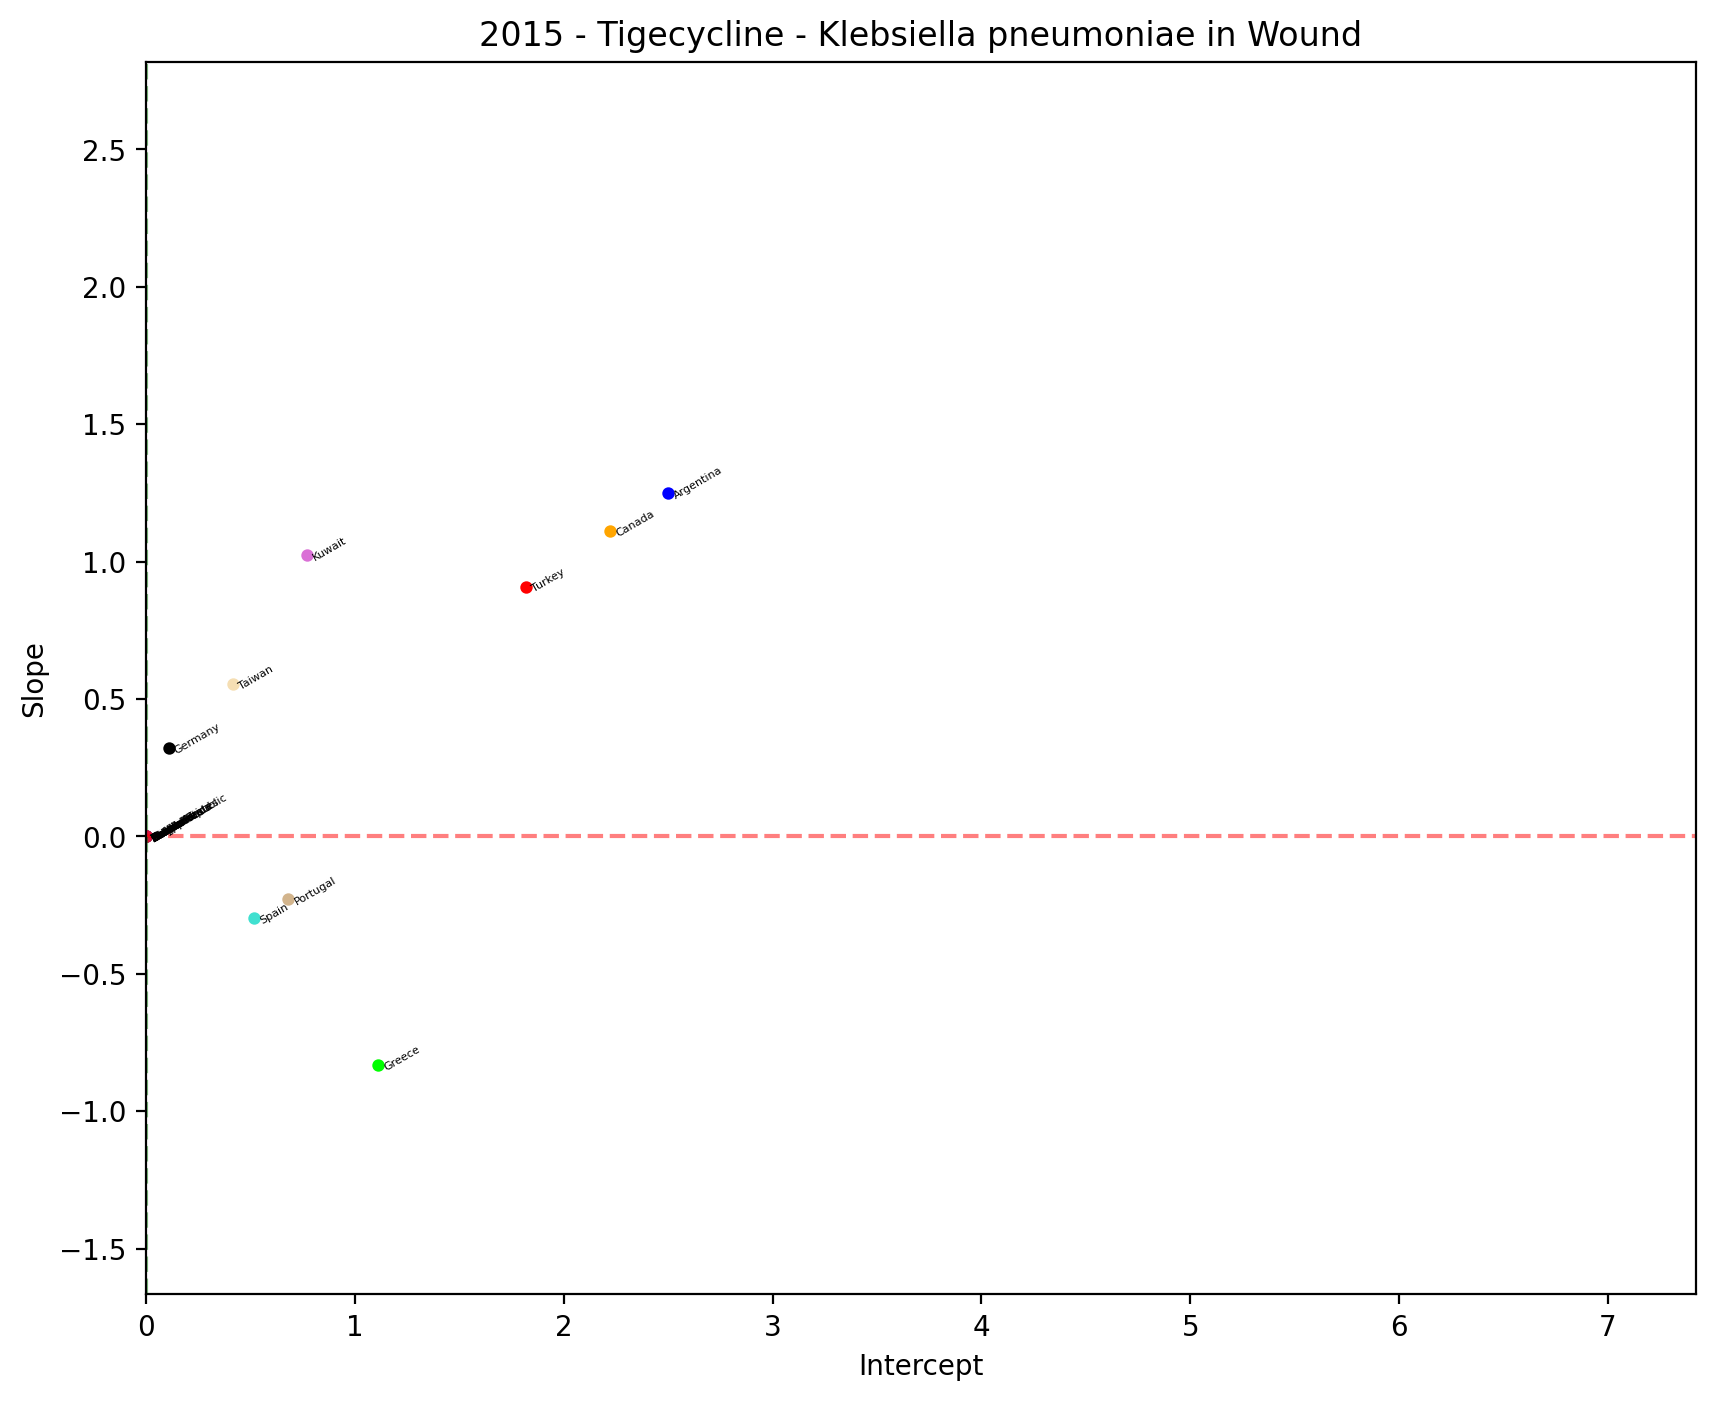 2015 - Tigecycline - Klebsiella pneumoniae in Wound
2.5
2.0
1.5
1.0
0.5
0.0
−0.5
−1.0
−1.5
Slope
Argentina
Canada
Kuwait
Turkey
Taiwan
Germany
Portugal
Spain
Greece
0 1 2 3 4 5 6 7
Intercept